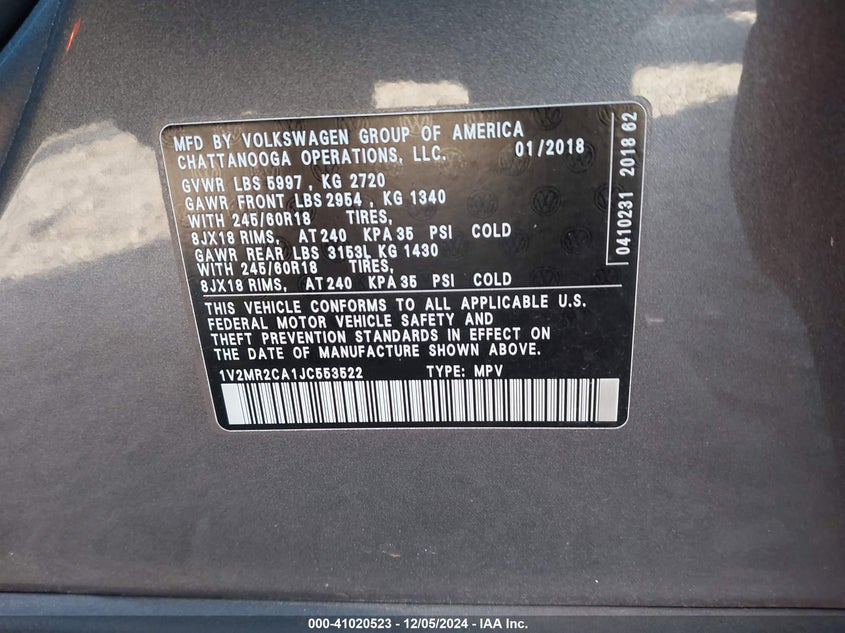 MFD BY VOLKSWAGEN GROUP OF AMERICA
CHATTANOOGA OPERATIONS, LLC. 01/2018
GVWR LBS 5997 , KG 2720
GAWR FRONT LBS 2954 , KG 1340
WITH 245/60R18 TIRES,
8JX18 RIMS, AT 240 KPA 35 PSI COLD
GAWR REAR LBS 3153L KG 1430
WITH 245/60R18 TIRES,
8JX18 RIMS, AT 240 KPA 35 PSI COLD
THIS VEHICLE CONFORMS TO ALL APPLICABLE U.S.
FEDERAL MOTOR VEHICLE SAFETY AND
THEFT PREVENTION STANDARDS IN EFFECT ON
THE DATE OF MANUFACTURE SHOWN ABOVE.
1V2MR2CA1JC553522 TYPE: MPV
0410231 2018 62
000-41020523 - 12/05/2024 - IAA Inc.